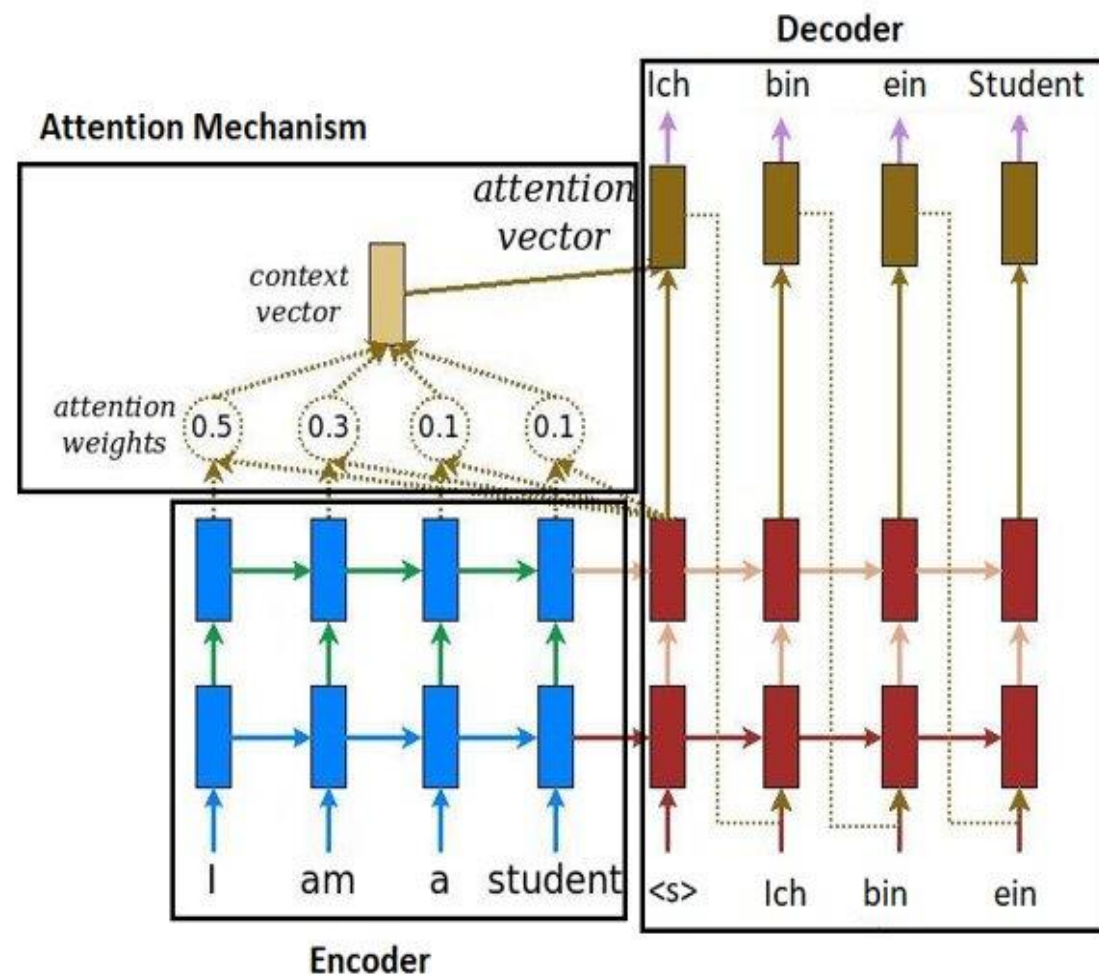 Decoder
Ich bin ein Student
Attention Mechanism
attention
vector
context
vector
attention
weights
0.5 0.3 0.1 0.1
I am a student
<s> Ich bin ein
Encoder